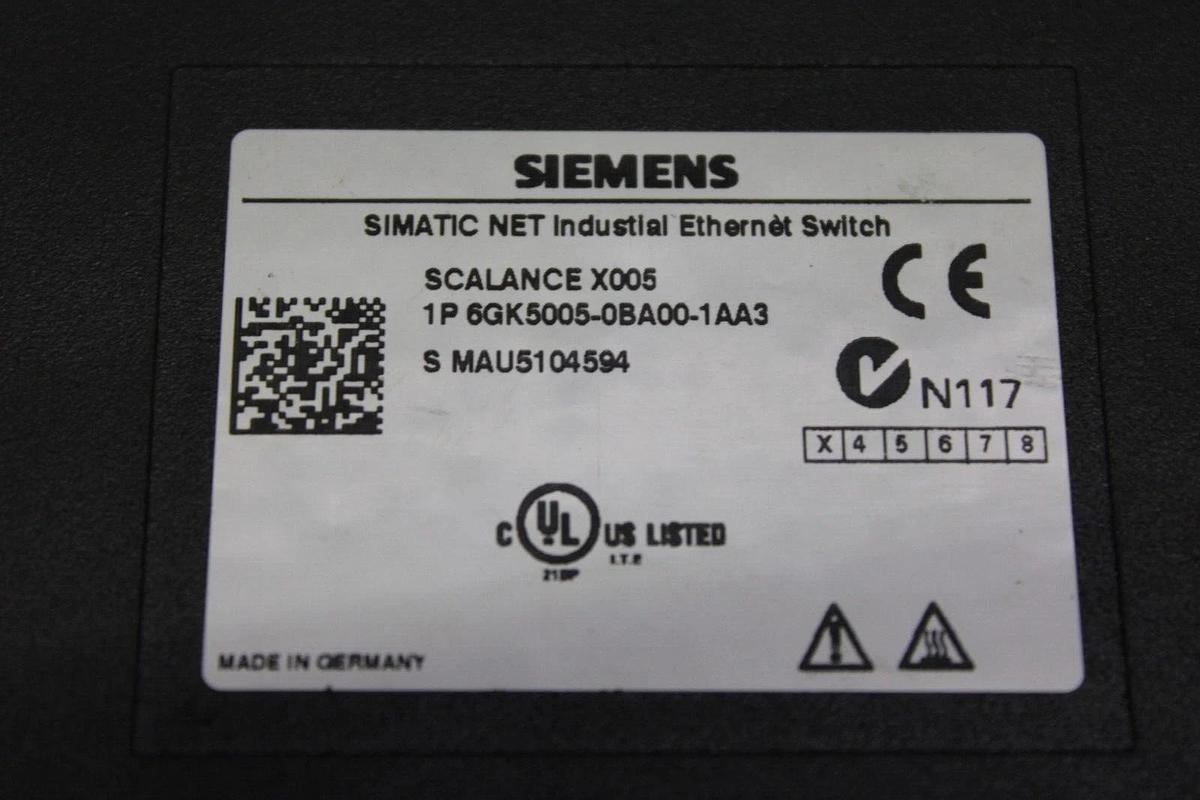 SIEMENS
SIMATIC NET Industial Ethernet Switch
SCALANCE X005
1P 6GK5005-0BA00-1AA3
S MAU5104594
CE
N117
X 4 5 6 7 8
C UL US LISTED
I.T.E
MADE IN GERMANY